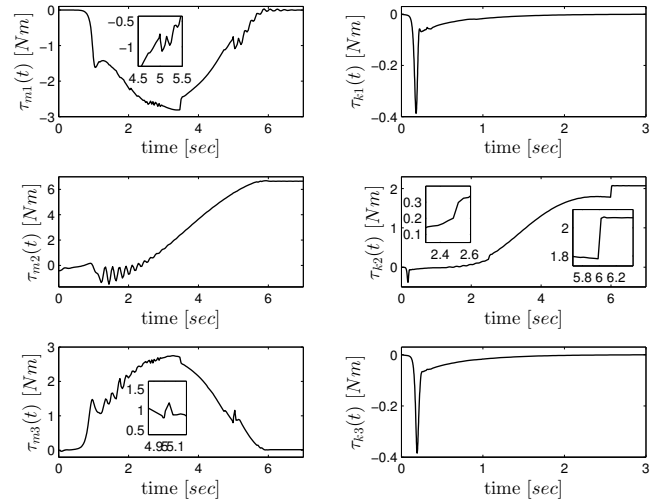 τm1(t) [Nm]
0
−1
−2
−3
0 2 4 6
time [sec]
−0.5
−1
4.5 5 5.5
τk1(t) [Nm]
0
−0.2
−0.4
0 1 2 3
time [sec]
τm2(t) [Nm]
6
4
2
0
0 2 4 6
time [sec]
τk2(t) [Nm]
2
1
0
0 2 4 6
time [sec]
0.3
0.2
0.1
2.4 2.6
2
1.8
5.8 6 6.2
τm3(t) [Nm]
3
2
1
0
0 2 4 6
time [sec]
1.5
1
0.5
4.95 5 5.1
τk3(t) [Nm]
0
−0.2
−0.4
0 1 2 3
time [sec]